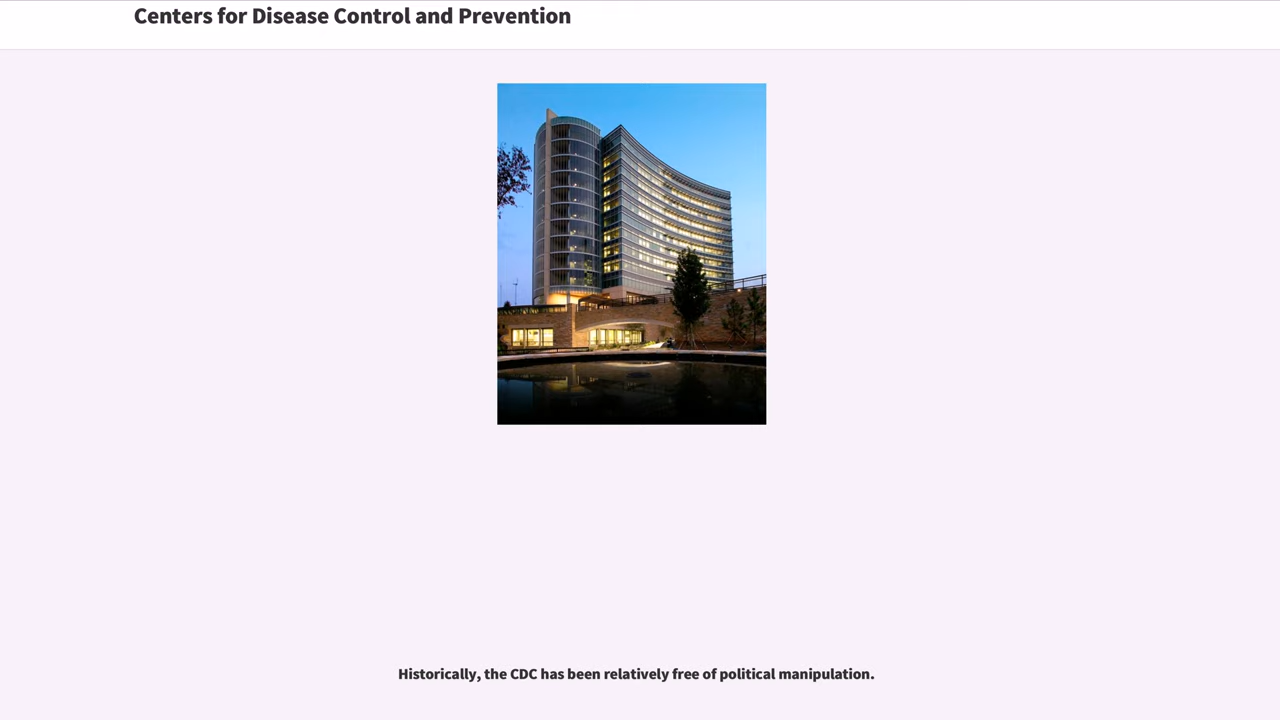 Centers for Disease Control and Prevention
Historically, the CDC has been relatively free of political manipulation.